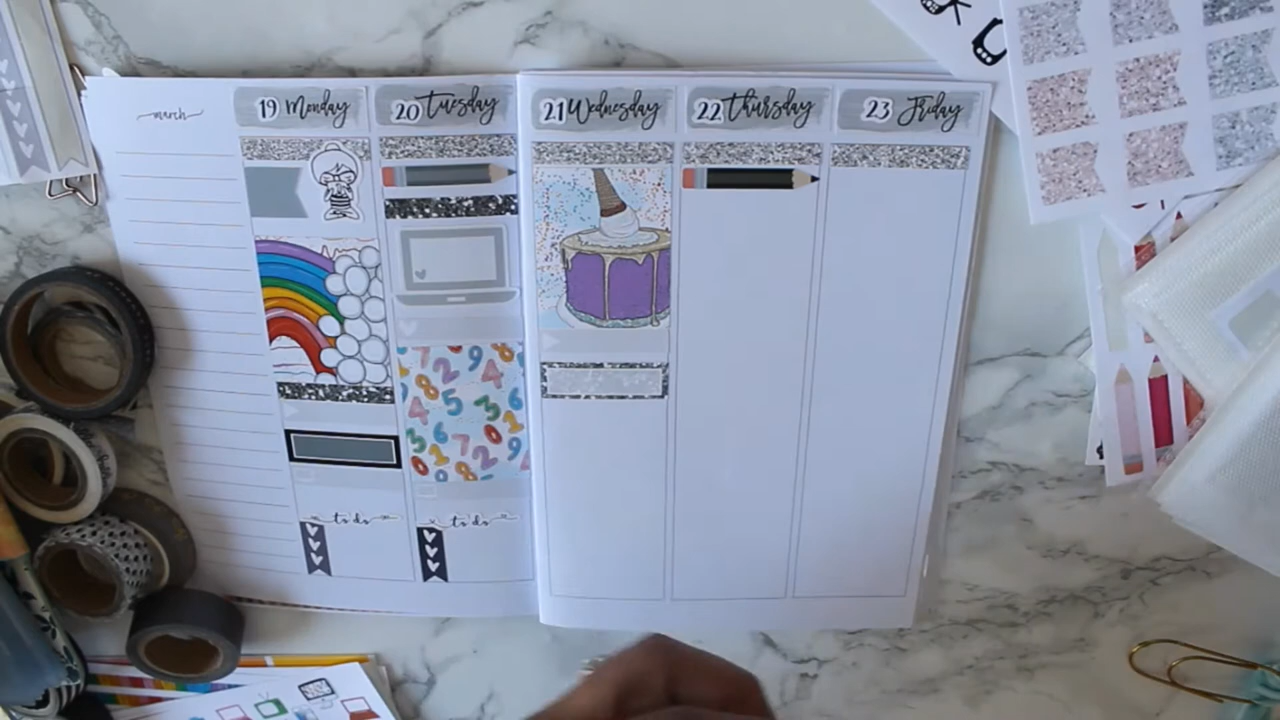 march
19 Monday
20 Tuesday
21 Wednesday
22 Thursday
23 Friday
to do
to do